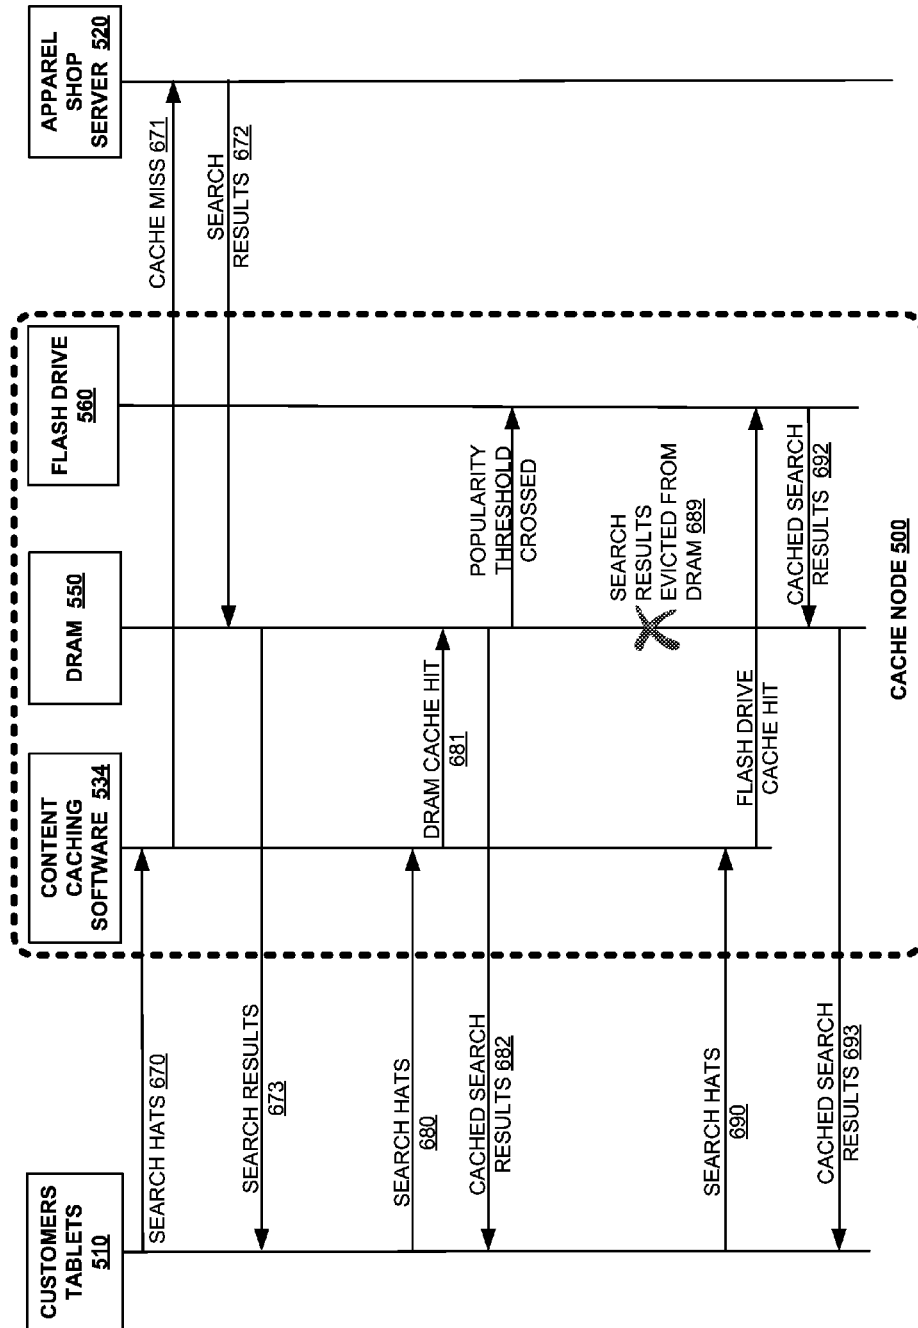 CUSTOMERS
TABLETS
510
CONTENT
CACHING
SOFTWARE 534
DRAM 550
FLASH DRIVE
560
APPAREL
SHOP
SERVER 520
SEARCH HATS 670
CACHE MISS 671
SEARCH
RESULTS 672
SEARCH RESULTS
673
SEARCH HATS
680
DRAM CACHE HIT
681
CACHED SEARCH
RESULTS 682
POPULARITY
THRESHOLD
CROSSED
SEARCH
RESULTS
EVICTED FROM
DRAM 689
SEARCH HATS
690
FLASH DRIVE
CACHE HIT
CACHED SEARCH
RESULTS 692
CACHED SEARCH
RESULTS 693
CACHE NODE 500